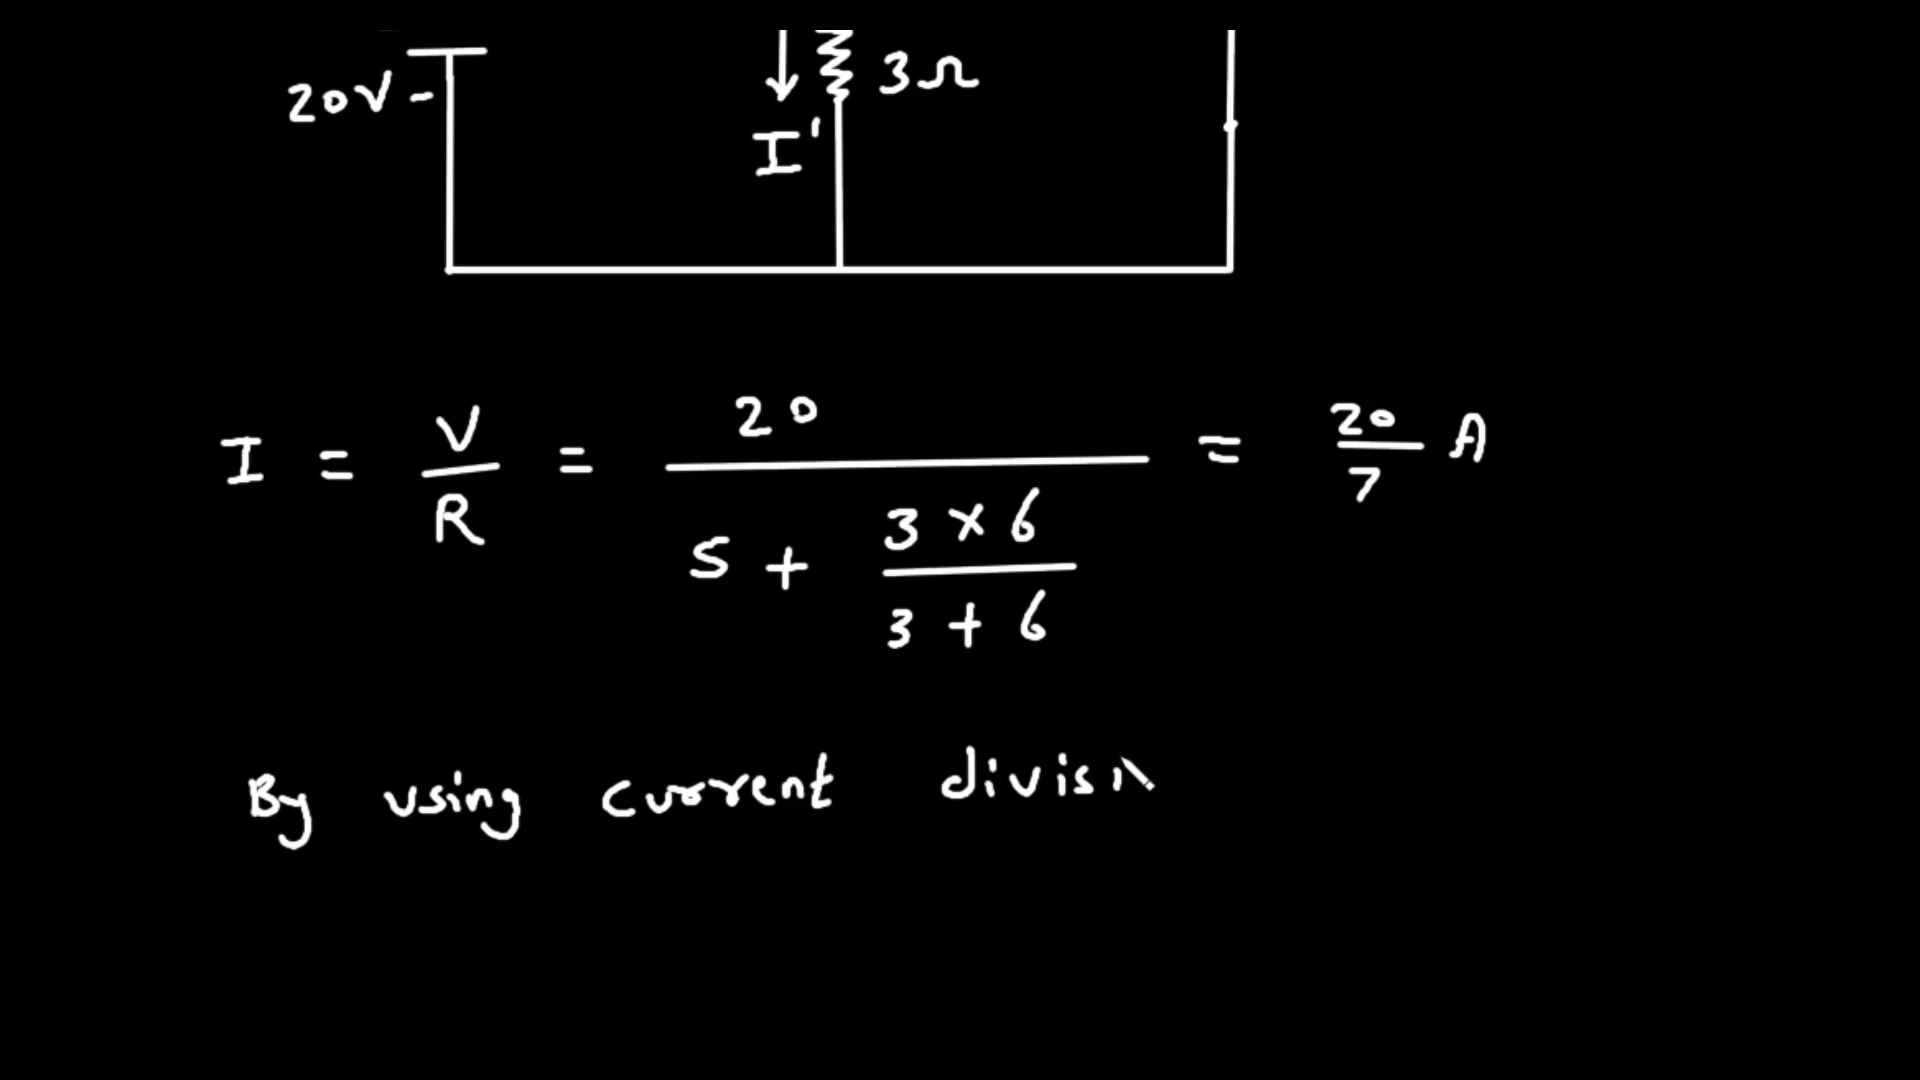 20V - 3Ω
I'
I = V/R = 20/(5 + (3 × 6)/(3 + 6)) = 20/7 A
By using current divisi